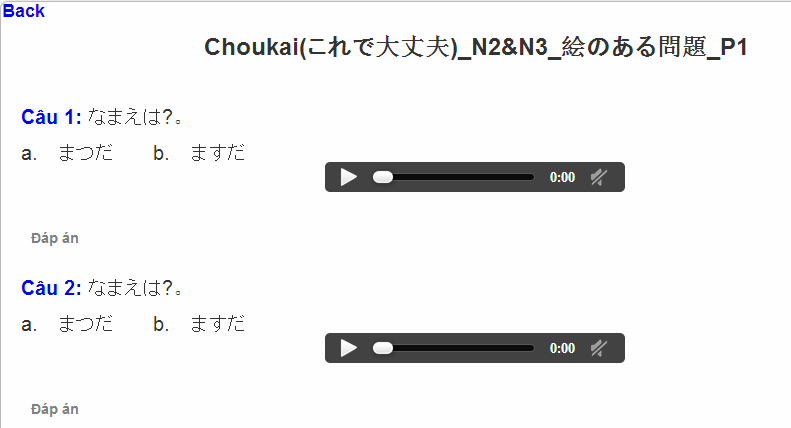 Back
Choukai(これで大丈夫)_N2&N3_絵のある問題_P1
Câu 1: なまえは?。
a. まつだ b. ますだ
0:00
Đáp án
Câu 2: なまえは?。
a. まつだ b. ますだ
0:00
Đáp án